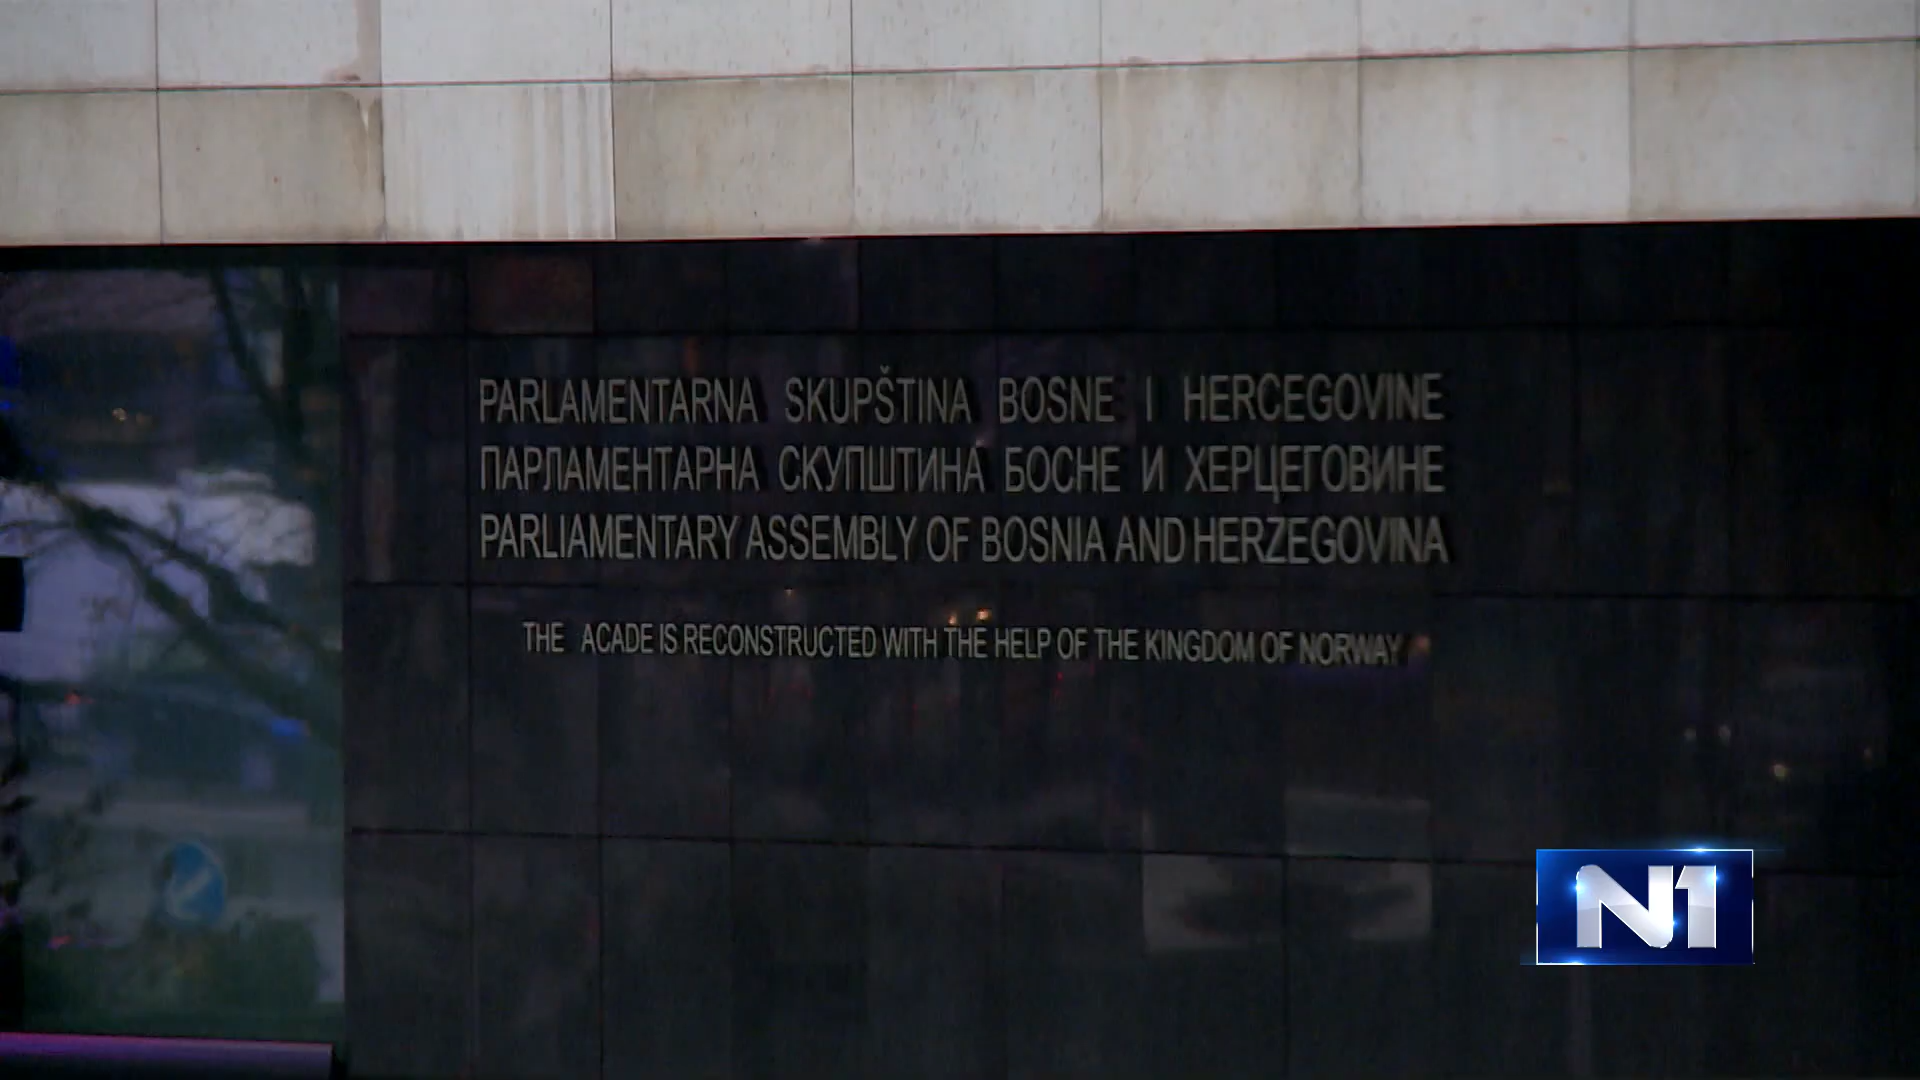 PARLAMENTARNA SKUPŠTINA BOSNE I HERCEGOVINE
ПАРЛАМЕНТАРНА СКУПШТИНА БОСНЕ И ХЕРЦЕГОВИНЕ
PARLIAMENTARY ASSEMBLY OF BOSNIA AND HERZEGOVINA
THE ACADE IS RECONSTRUCTED WITH THE HELP OF THE KINGDOM OF NORWAY
N1